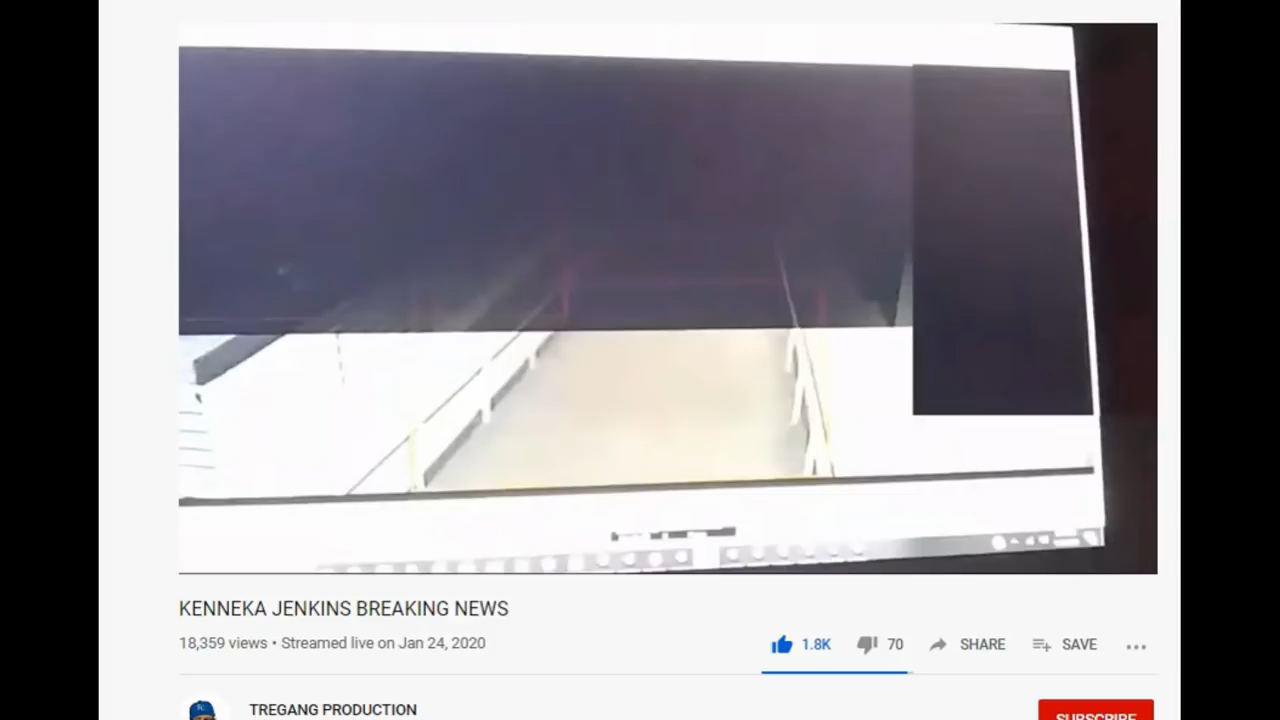 KENNEKA JENKINS BREAKING NEWS
18,359 views • Streamed live on Jan 24, 2020
1.8K 70 SHARE SAVE
TREGANG PRODUCTION
SUBSCRIBE